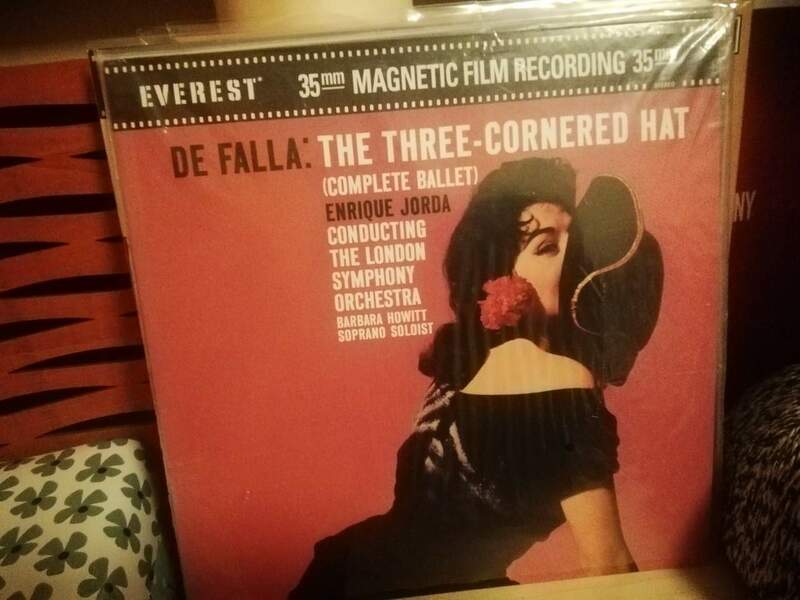 EVEREST 35mm MAGNETIC FILM RECORDING 35mm
DE FALLA: THE THREE-CORNERED HAT
(COMPLETE BALLET)
ENRIQUE JORDA
CONDUCTING
THE LONDON
SYMPHONY
ORCHESTRA
BARBARA HOWITT
SOPRANO SOLOIST
NY